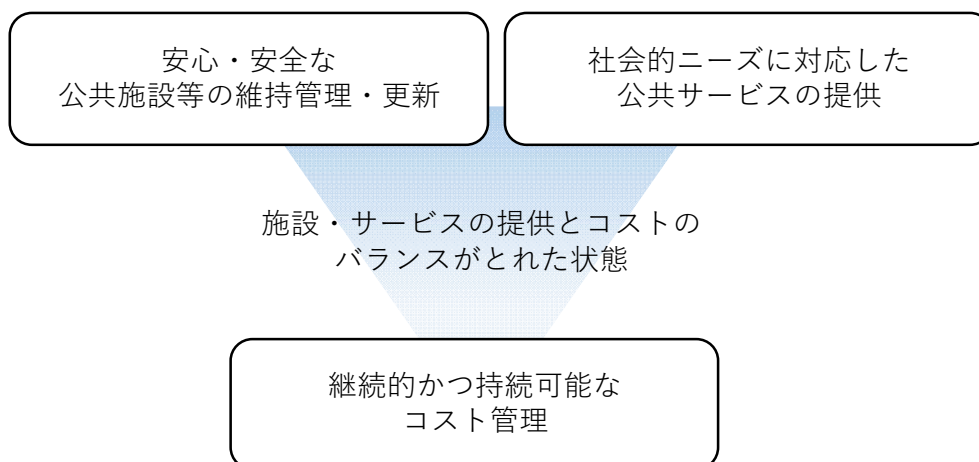 安心・安全な
公共施設等の維持管理・更新
社会的ニーズに対応した
公共サービスの提供
施設・サービスの提供とコストの
バランスがとれた状態
継続的かつ持続可能な
コスト管理